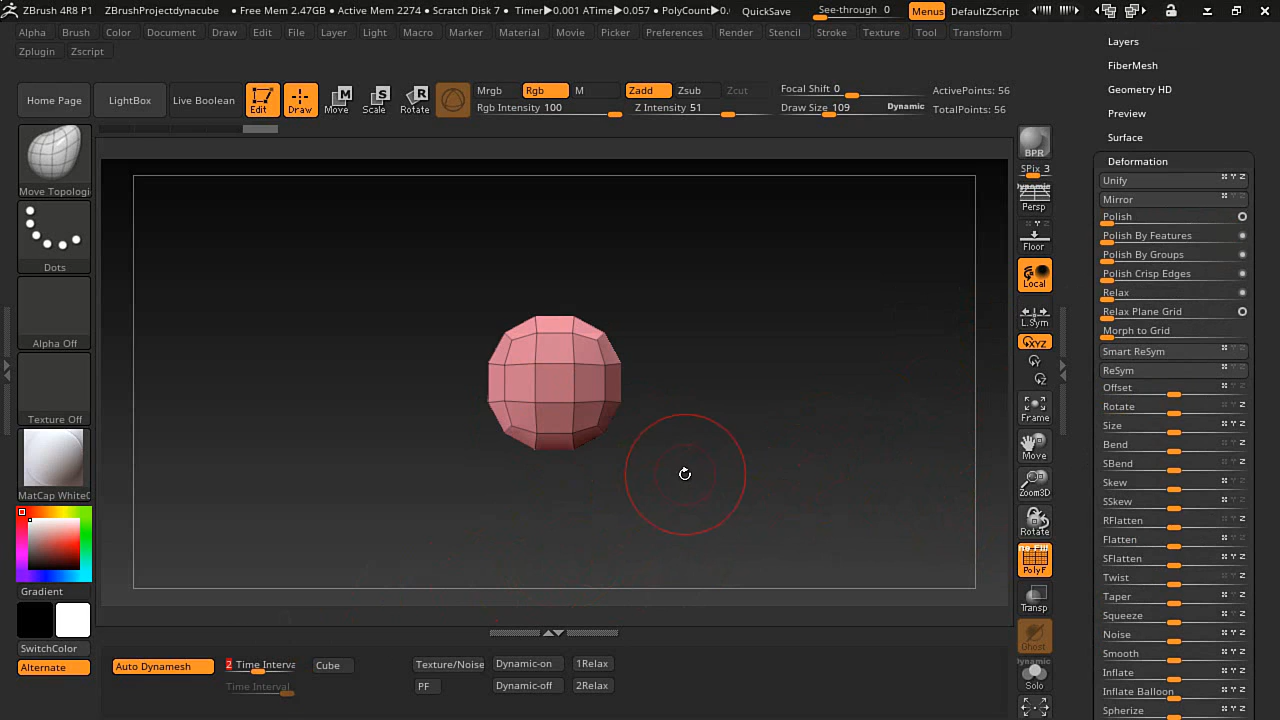 ZBrush 4R8 P1 ZBrushProjectdynacube • Free Mem 2.47GB • Active Mem 2274 • Scratch Disk 7 • Timer▶0.001 ATime▶0.057 • PolyCount▶0. QuickSave See-through 0 Menus DefaultZScript
Alpha Brush Color Document Draw Edit File Layer Light Macro Marker Material Movie Picker Preferences Render Stencil Stroke Texture Tool Transform
Zplugin Zscript
Layers
FiberMesh
Geometry HD
Preview
Surface
Home Page LightBox Live Boolean Edit Draw Move Scale Rotate
Mrgb Rgb M Zadd Zsub Zcut Focal Shift 0 ActivePoints: 56
Rgb Intensity 100 Z Intensity 51 Draw Size 109 Dynamic TotalPoints: 56
Move Topologi
Dots
Alpha Off
Texture Off
MatCap White
Gradient
SwitchColor
Alternate
BPR
SPix 3
Dynamic
Persp
Floor
Local
L.Sym
XYZ
Y
Z
Frame
Move
Zoom3D
Rotate
PolyF
Transp
Ghost
Dynamic
Solo
Deformation
Unify
Mirror
Polish
Polish By Features
Polish By Groups
Polish Crisp Edges
Relax
Relax Plane Grid
Morph to Grid
Smart ReSym
ReSym
Offset
Rotate
Size
Bend
SBend
Skew
SSkew
RFlatten
Flatten
SFlatten
Twist
Taper
Squeeze
Noise
Smooth
Inflate
Inflate Balloon
Spherize
Auto Dynamesh 2 Time Interva Cube Texture/Noise Dynamic-on 1Relax
Time Interval PF Dynamic-off 2Relax